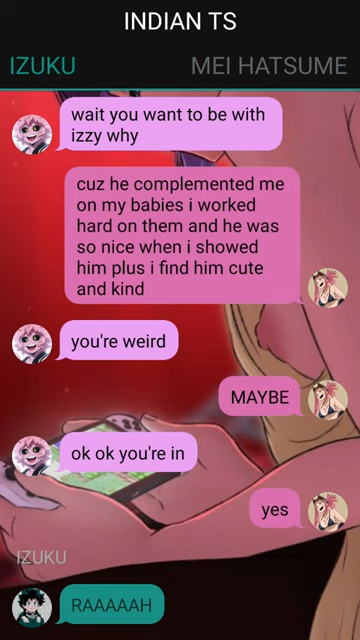 INDIAN TS
IZUKU MEI HATSUME
wait you want to be with
izzy why
cuz he complemented me
on my babies i worked
hard on them and he was
so nice when i showed
him plus i find him cute
and kind
you're weird
MAYBE
ok ok you're in
yes
IZUKU
RAAAAAH